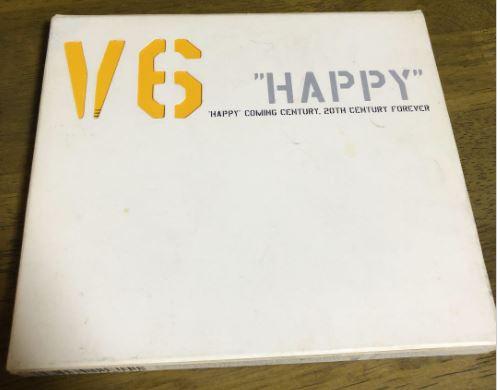 V6
"HAPPY"
"HAPPY" COMING CENTURY, 20TH CENTURY FOREVER